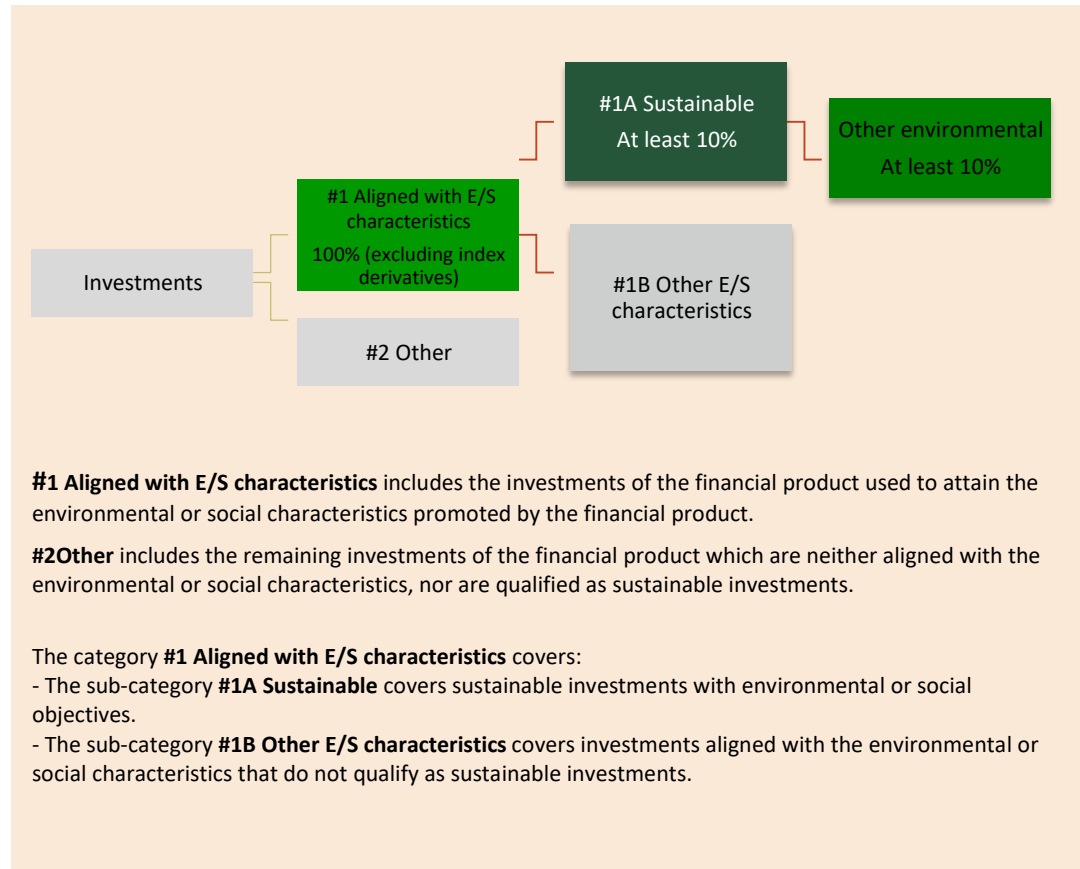 #1A Sustainable
At least 10%
Other environmental
At least 10%
#1 Aligned with E/S
characteristics
100% (excluding index
derivatives)
Investments
#1B Other E/S
characteristics
#2 Other
#1 Aligned with E/S characteristics includes the investments of the financial product used to attain the
environmental or social characteristics promoted by the financial product.
#2Other includes the remaining investments of the financial product which are neither aligned with the
environmental or social characteristics, nor are qualified as sustainable investments.
The category #1 Aligned with E/S characteristics covers:
- The sub-category #1A Sustainable covers sustainable investments with environmental or social
objectives.
- The sub-category #1B Other E/S characteristics covers investments aligned with the environmental or
social characteristics that do not qualify as sustainable investments.